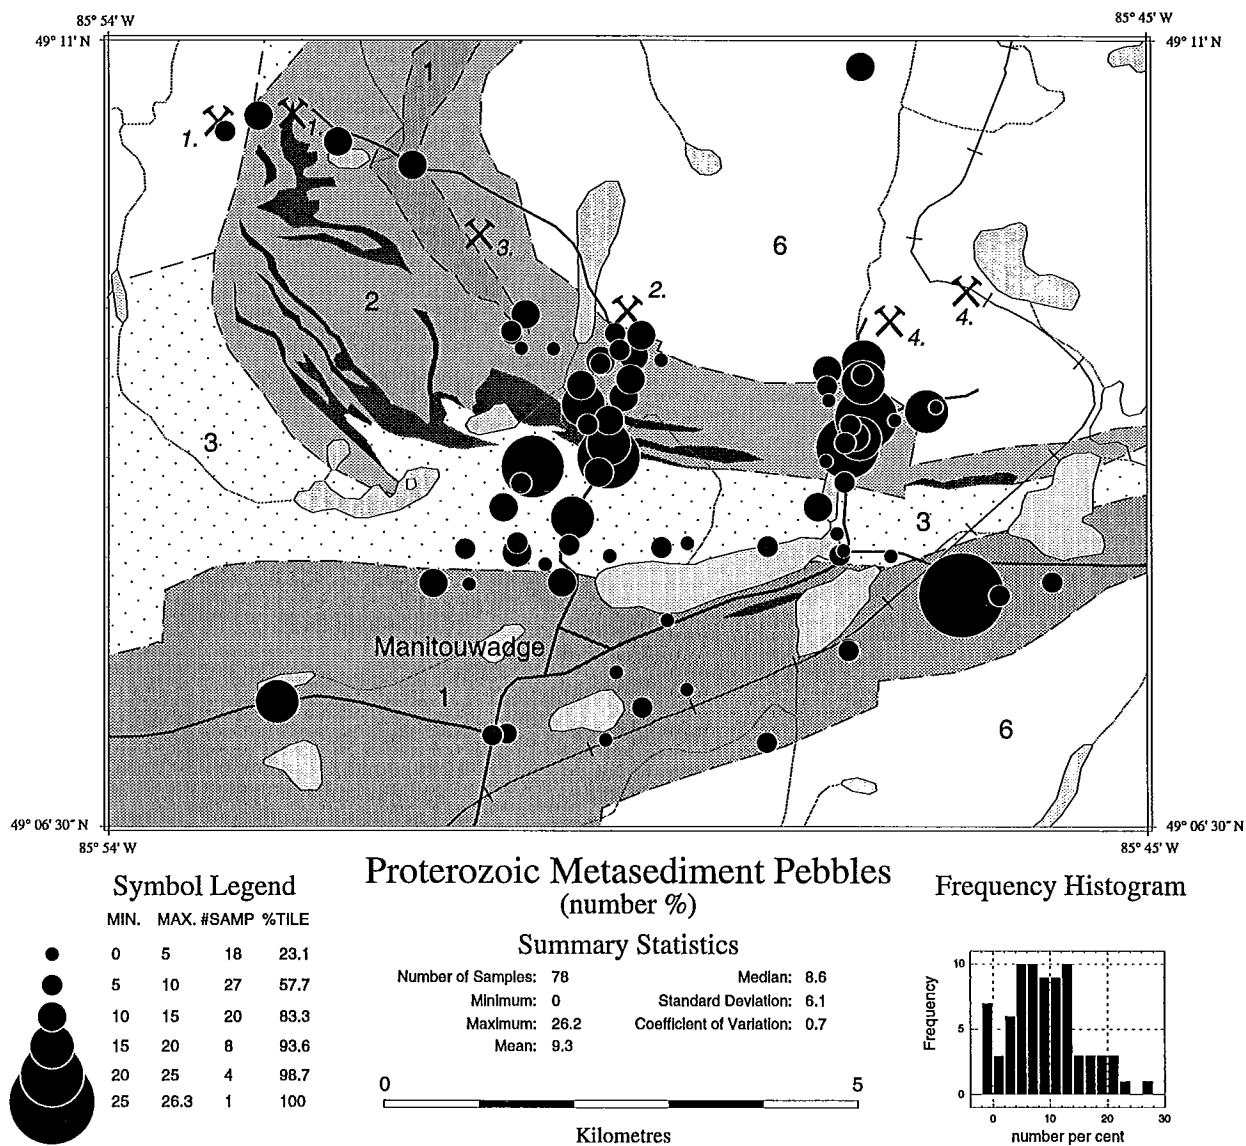 85° 54' W
85° 45' W
49° 11' N
49° 11' N
1
1.
1.
6
3.
2
2.
4.
4.
3
3
Manitouwadge
1
6
49° 06' 30" N
49° 06' 30" N
85° 54' W
85° 45' W
Proterozoic Metasediment Pebbles
(number %)
Symbol Legend
MIN. MAX. #SAMP %TILE
0 5 18 23.1
5 10 27 57.7
10 15 20 83.3
15 20 8 93.6
20 25 4 98.7
25 26.3 1 100
Summary Statistics
Number of Samples: 78
Minimum: 0
Maximum: 26.2
Mean: 9.3
Median: 8.6
Standard Deviation: 6.1
Coefficient of Variation: 0.7
0 5
Kilometres
Frequency Histogram
Frequency
10
5
0
0 10 20 30
number per cent